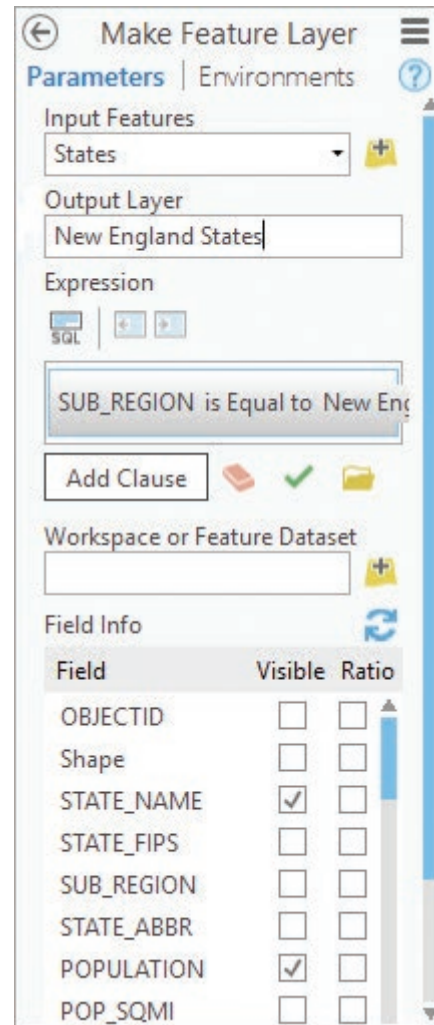 Make Feature Layer
Parameters | Environments
?
Input Features
States
Output Layer
New England States
Expression
SQL
SUB_REGION is Equal to New Eng
Add Clause
Workspace or Feature Dataset
Field Info
Field Visible Ratio
OBJECTID
Shape
STATE_NAME
STATE_FIPS
SUB_REGION
STATE_ABBR
POPULATION
POP_SQMI